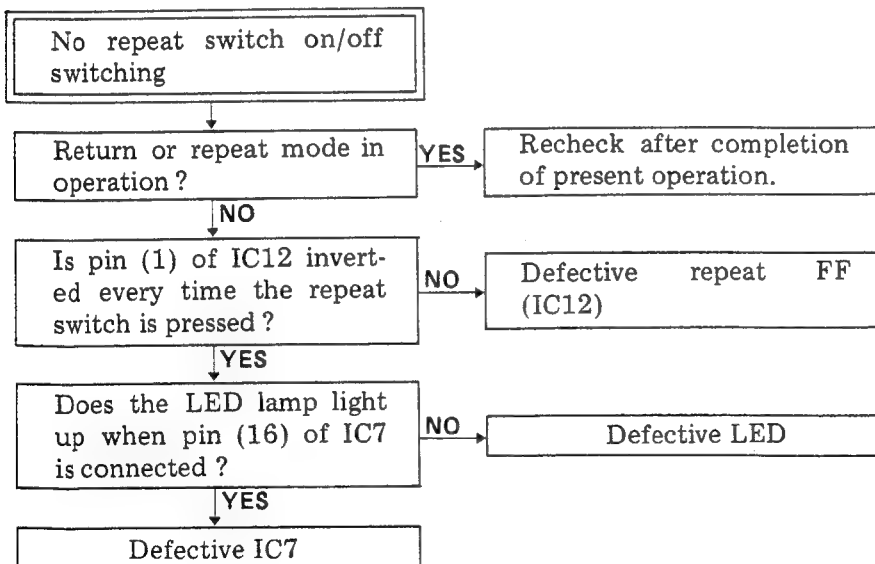 No repeat switch on/off
switching
Return or repeat mode in
operation ?
YES
Recheck after completion
of present operation.
NO
Is pin (1) of IC12 invert-
ed every time the repeat
switch is pressed ?
NO
Defective repeat FF
(IC12)
YES
Does the LED lamp light
up when pin (16) of IC7
is connected ?
NO
Defective LED
YES
Defective IC7